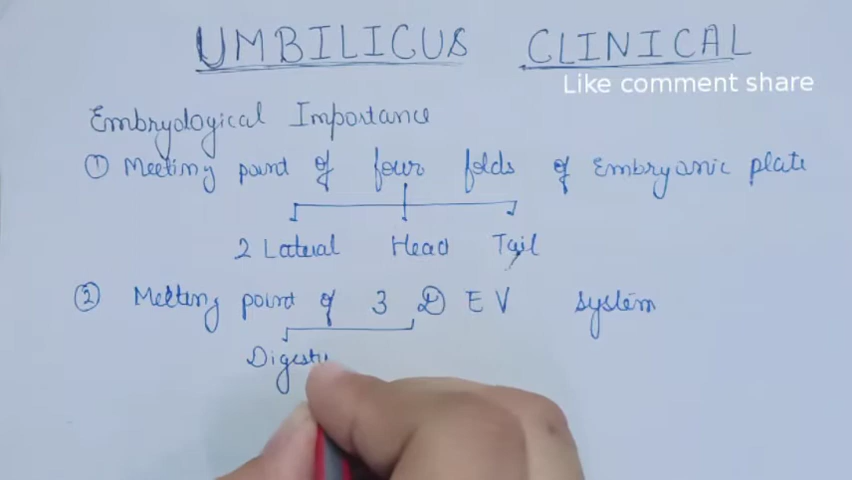 UMBILICUS CLINICAL
Like comment share
Embryological Importance
① Meeting point of four folds of Embryonic plate
2 Lateral Head Tail
② Meeting point of 3 D E V system
Digesti